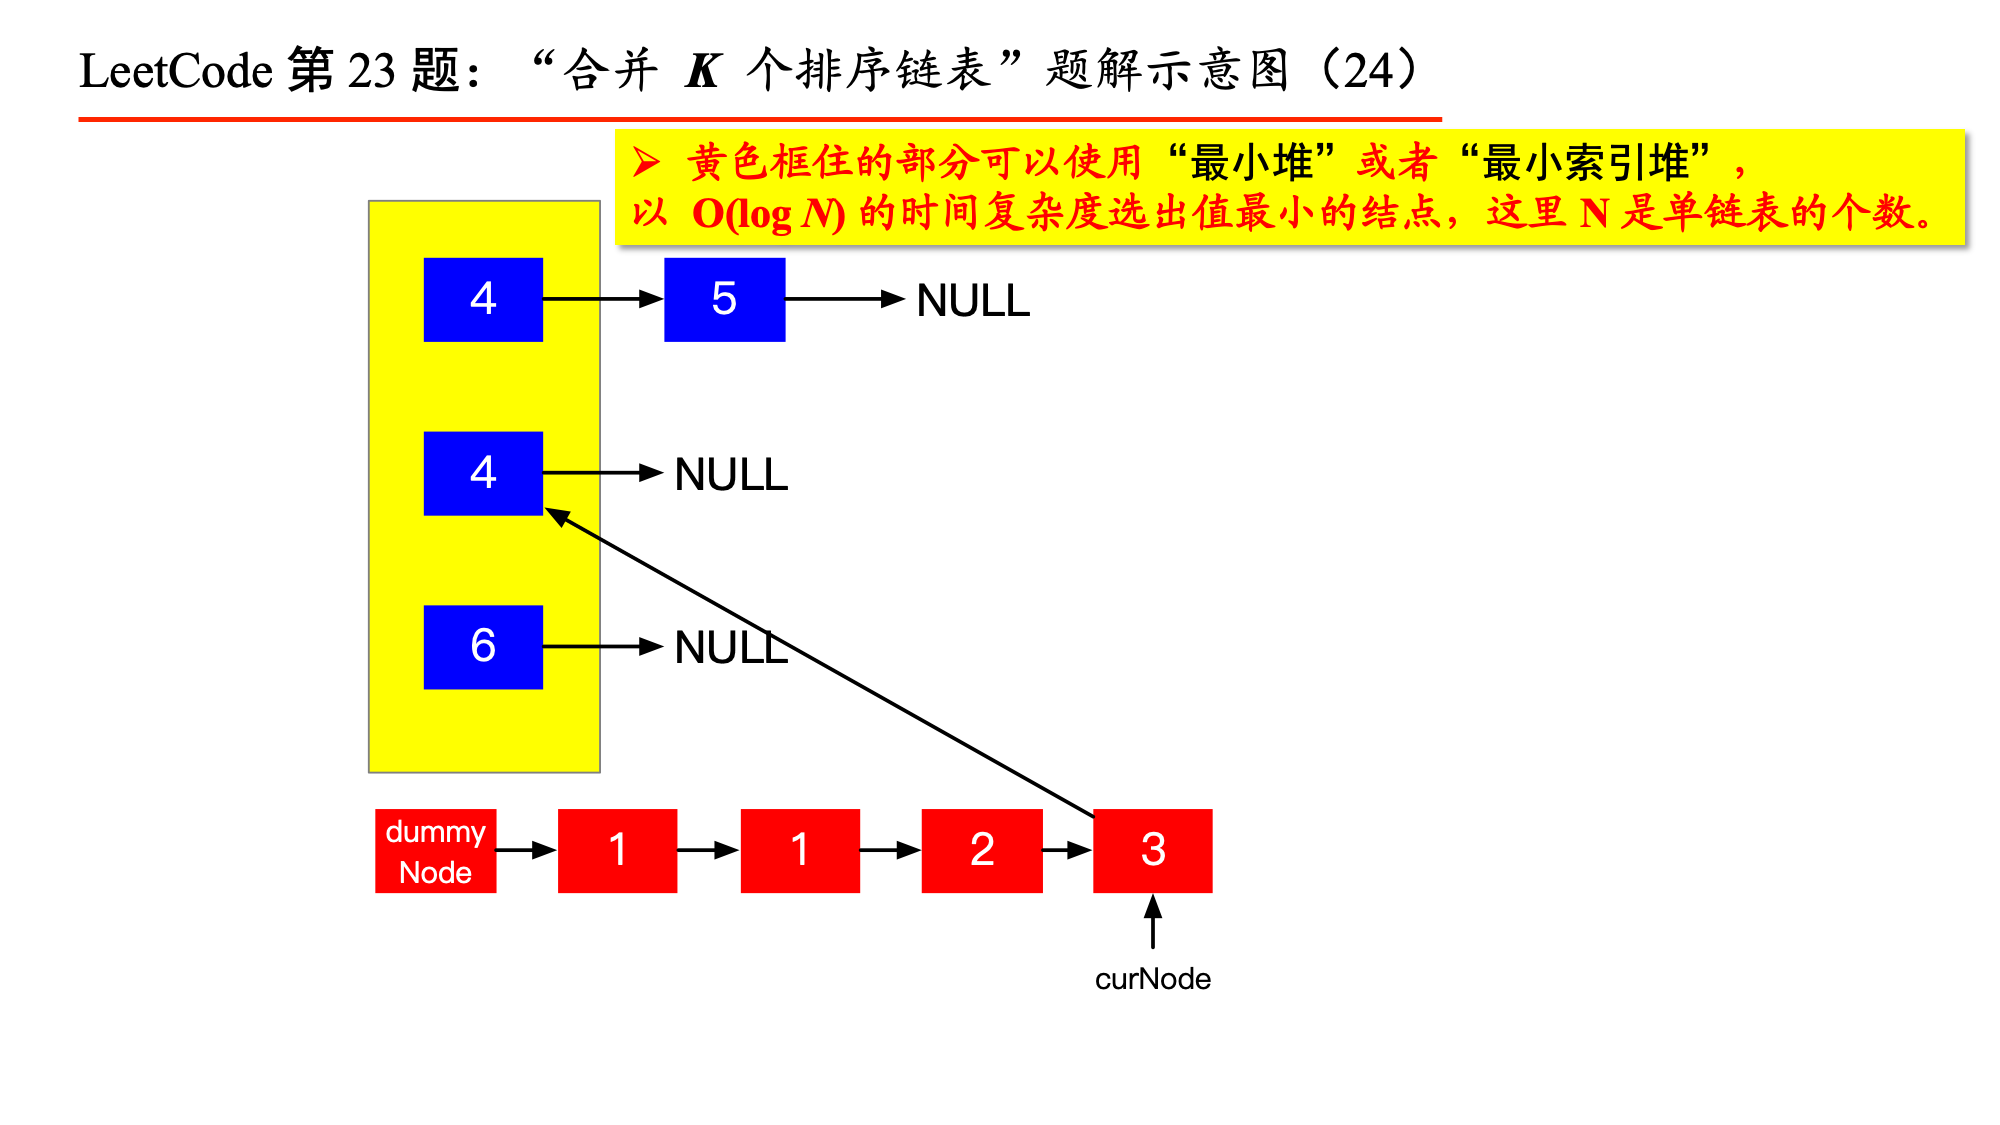 LeetCode 第 23 题：“合并 K 个排序链表”题解示意图（24）
➢ 黄色框住的部分可以使用“最小堆”或者“最小索引堆”，
以 O(log N) 的时间复杂度选出值最小的结点，这里 N 是单链表的个数。
4 5 NULL
4 NULL
6 NULL
dummy
Node
1 1 2 3
curNode